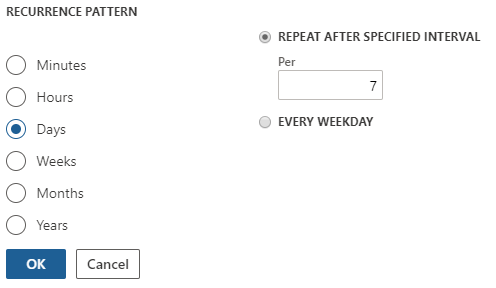 RECURRENCE PATTERN
Minutes
Hours
Days
Weeks
Months
Years
REPEAT AFTER SPECIFIED INTERVAL
Per
7
EVERY WEEKDAY
OK
Cancel